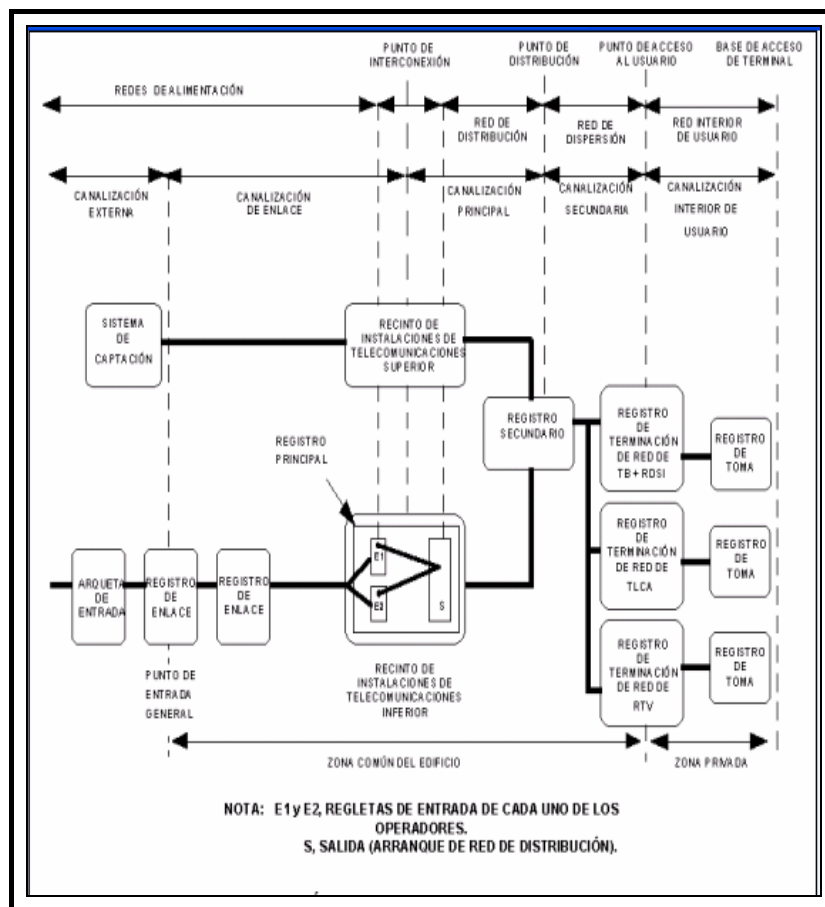 PUNTO DE
INTERCONEXIÓN
PUNTO DE
DISTRIBUCIÓN
PUNTO DE ACCESO
AL USUARIO
BASE DE ACCESO
DE TERMINAL
REDES DE ALIMENTACIÓN
RED DE
DISTRIBUCIÓN
RED DE
DISPERSIÓN
RED INTERIOR
DE USUARIO
CANALIZACIÓN
EXTERNA
CANALIZACIÓN
DE ENLACE
CANALIZACIÓN
PRINCIPAL
CANALIZACIÓN
SECUNDARIA
CANALIZACIÓN
INTERIOR DE
USUARIO
SISTEMA
DE
CAPTACIÓN
RECINTO DE
INSTALACIONES DE
TELECOMUNICACIONES
SUPERIOR
REGISTRO
SECUNDARIO
REGISTRO
DE
TERMINACIÓN
DE RED DE
TB + RDSI
REGISTRO
DE
TOMA
REGISTRO
PRINCIPAL
E1
E2
S
REGISTRO
DE
TERMINACIÓN
DE RED DE
TLCA
REGISTRO
DE
TOMA
ARQUETA
DE
ENTRADA
REGISTRO
DE
ENLACE
REGISTRO
DE
ENLACE
REGISTRO
DE
TERMINACIÓN
DE RED DE
RTV
REGISTRO
DE
TOMA
PUNTO DE
ENTRADA
GENERAL
RECINTO DE
INSTALACIONES DE
TELECOMUNICACIONES
INFERIOR
ZONA COMÚN DEL EDIFICIO
ZONA PRIVADA
NOTA: E1 y E2, REGLETAS DE ENTRADA DE CADA UNO DE LOS
OPERADORES.
S, SALIDA (ARRANQUE DE RED DE DISTRIBUCIÓN).